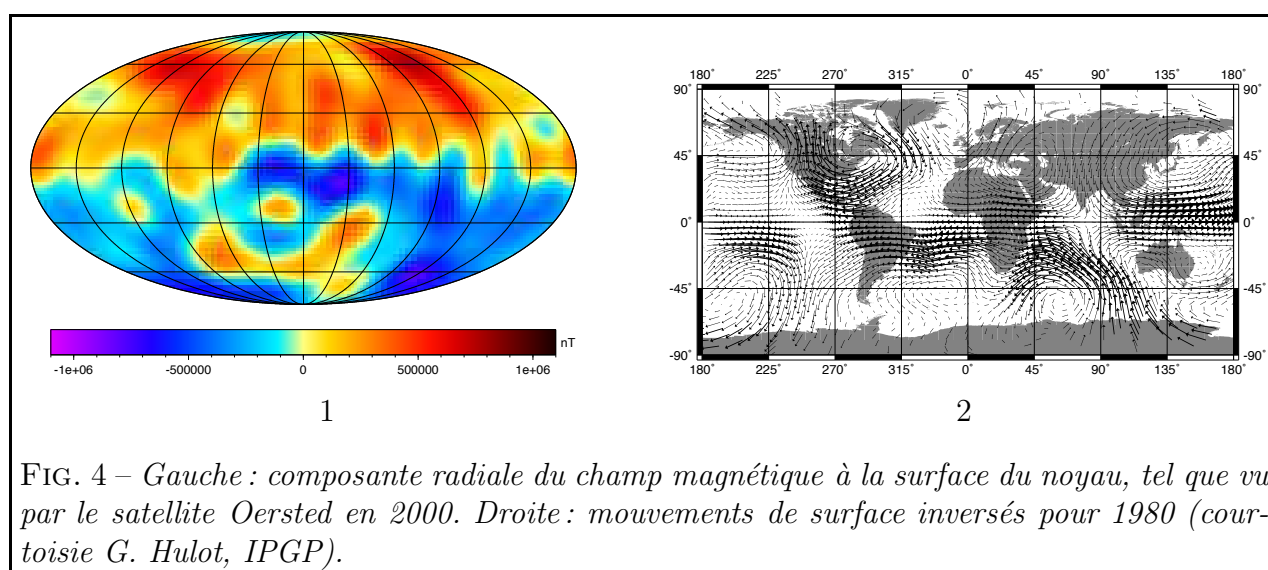 180˚ 225˚ 270˚ 315˚ 0˚ 45˚ 90˚ 135˚ 180˚
90˚ 90˚
45˚ 45˚
0˚ 0˚
-45˚ -45˚
-90˚ -90˚
180˚ 225˚ 270˚ 315˚ 0˚ 45˚ 90˚ 135˚ 180˚
nT
-1e+06 -500000 0 500000 1e+06
1 2
FIG. 4 – Gauche : composante radiale du champ magnétique à la surface du noyau, tel que vu
par le satellite Oersted en 2000. Droite : mouvements de surface inversés pour 1980 (cour-
toisie G. Hulot, IPGP).